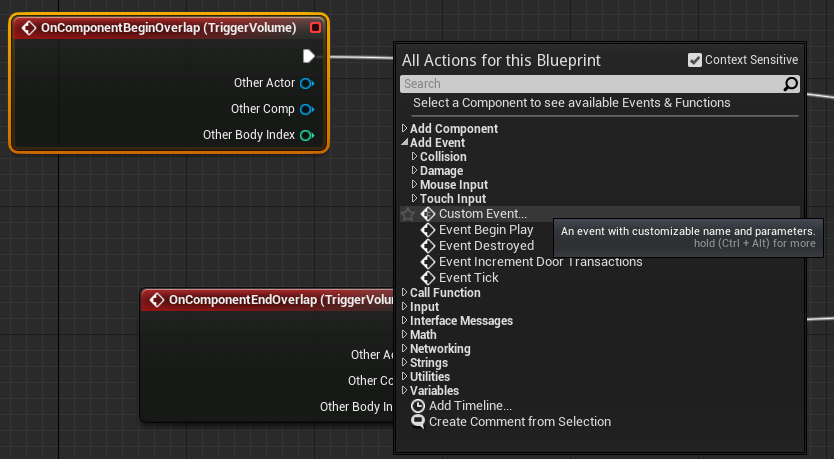 OnComponentBeginOverlap (TriggerVolume)
Other Actor
Other Comp
Other Body Index
All Actions for this Blueprint
Context Sensitive
Search
Select a Component to see available Events & Functions
Add Component
Add Event
Collision
Damage
Mouse Input
Touch Input
Custom Event...
An event with customizable name and parameters.
hold (Ctrl + Alt) for more
Event Begin Play
Event Destroyed
Event Increment Door Transactions
Event Tick
Call Function
Input
Interface Messages
Math
Networking
Strings
Utilities
Variables
Add Timeline...
Create Comment from Selection
OnComponentEndOverlap (TriggerVolu
Other A
Other Co
Other Body In